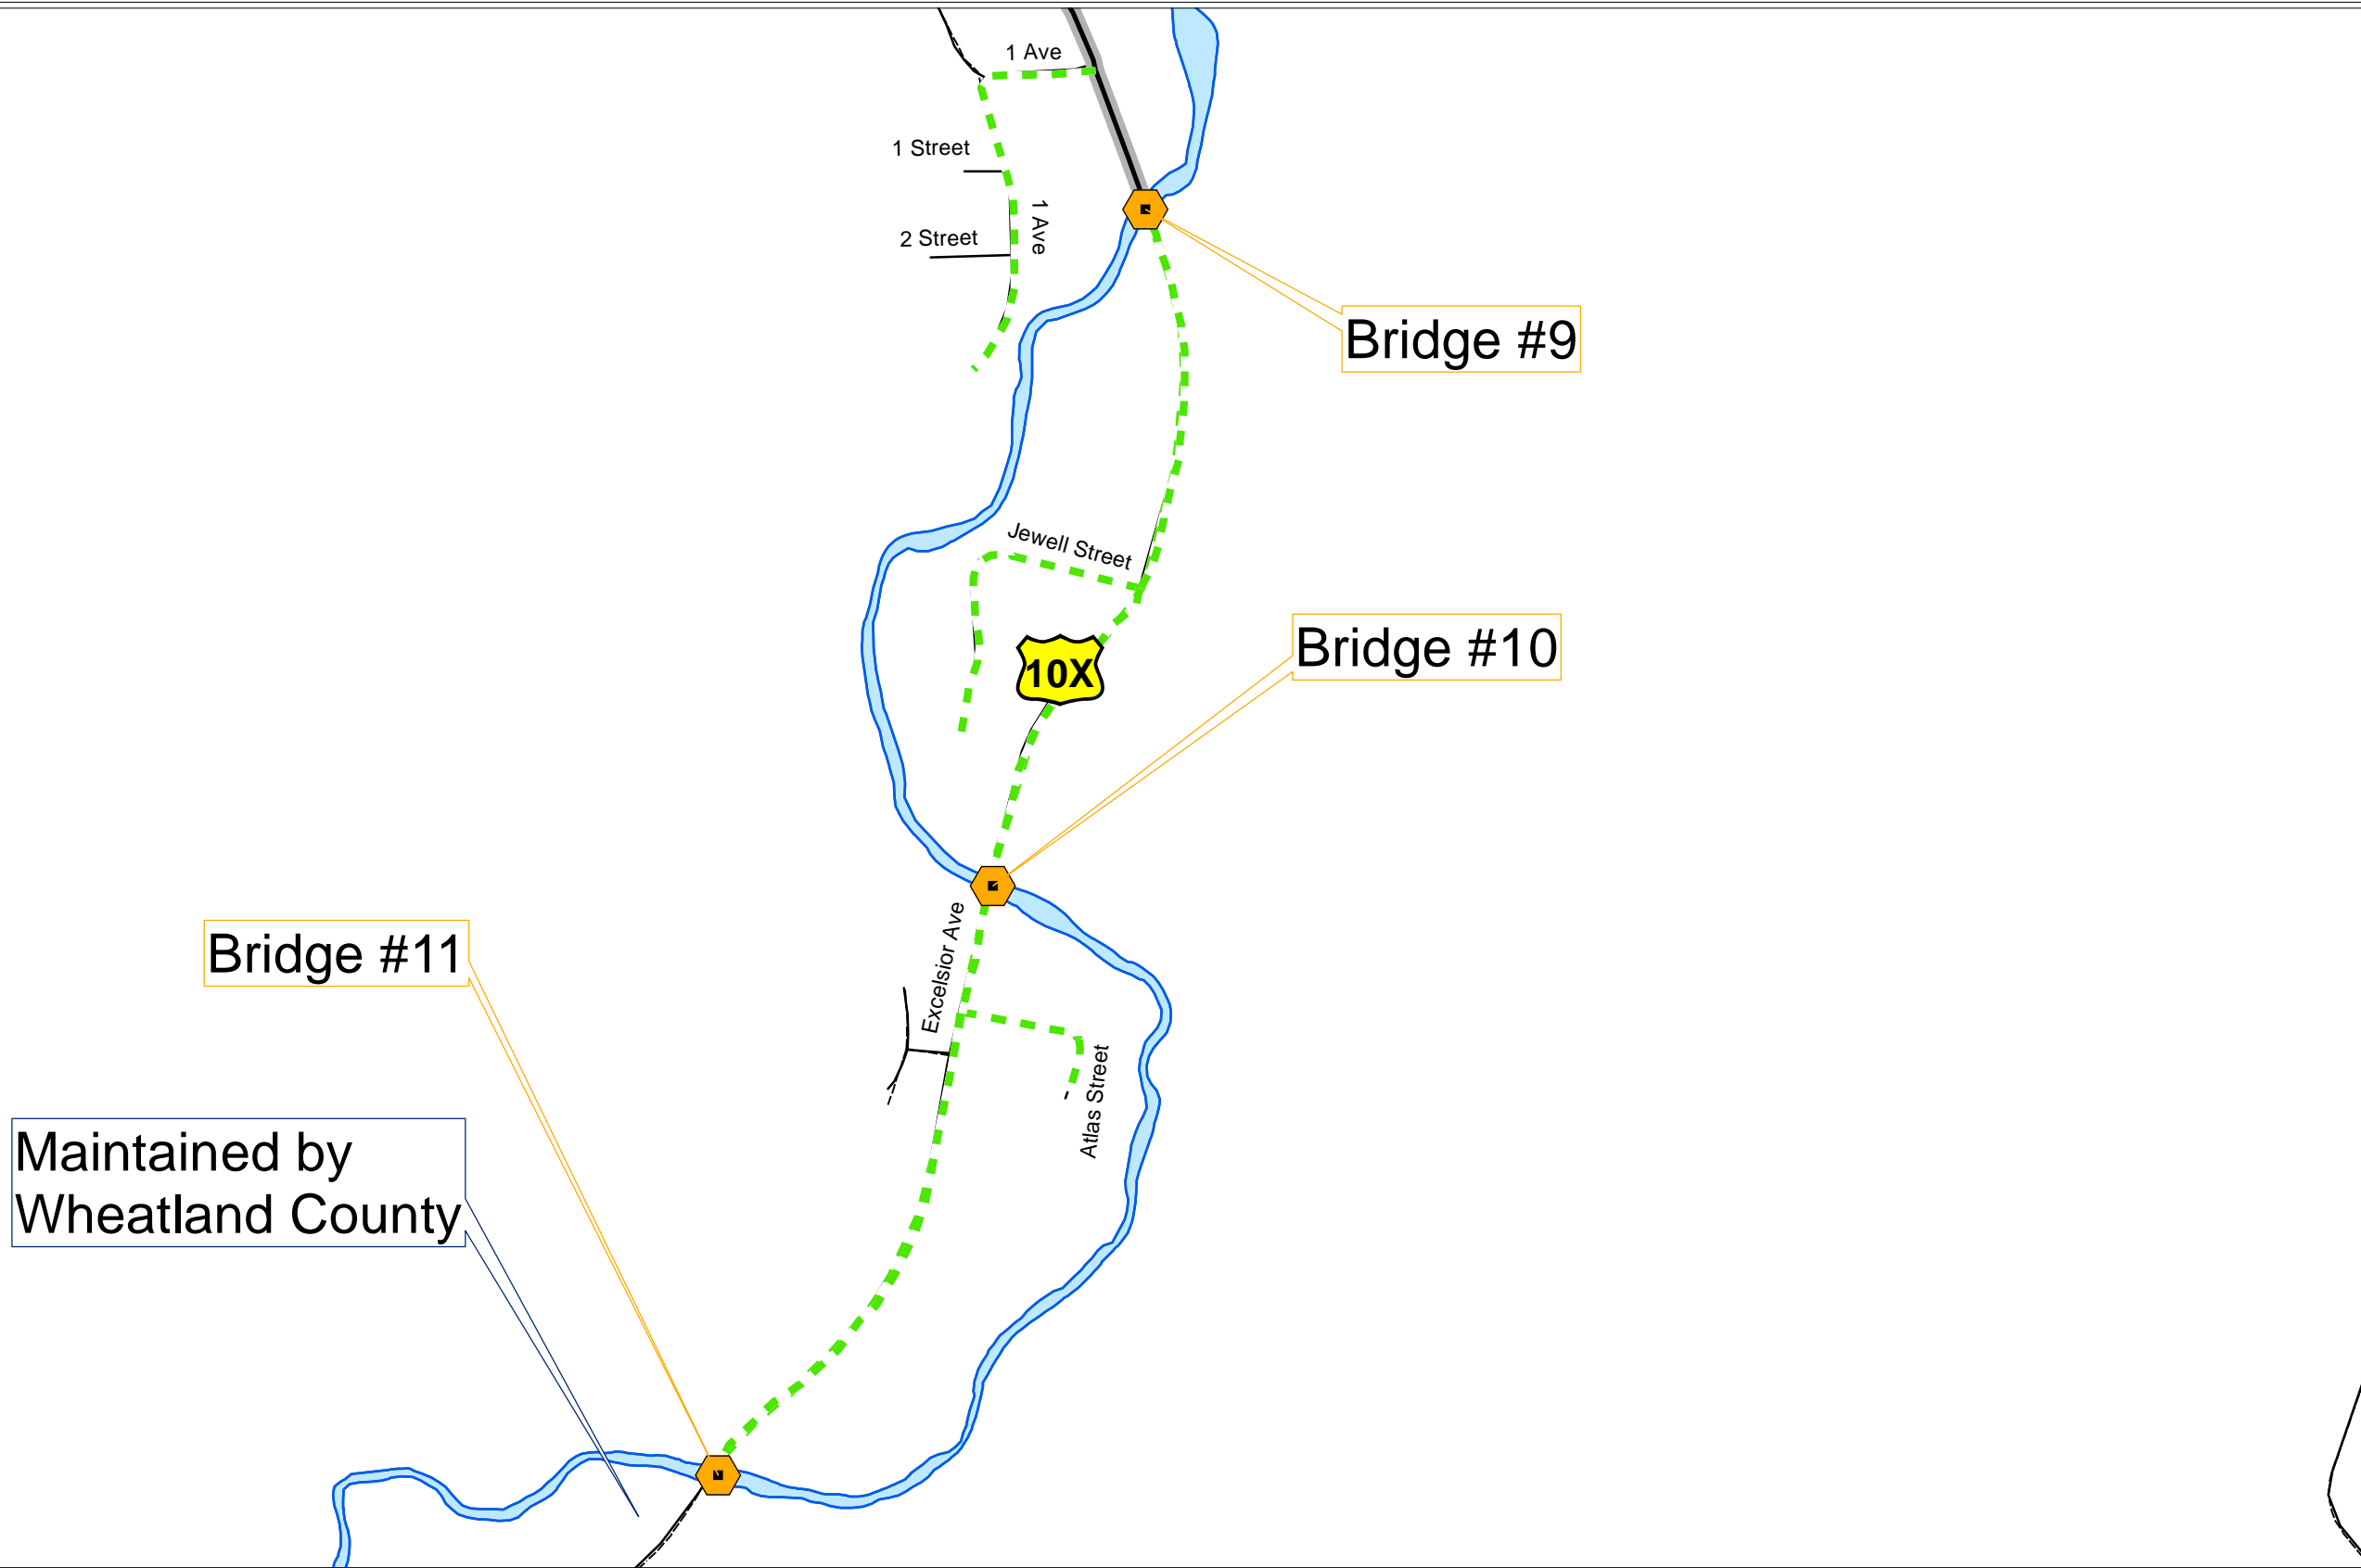 1 Ave
1 Street
1 Ave
2 Street
Bridge #9
Jewell Street
10X
Bridge #10
Excelsior Ave
Bridge #11
Atlas Street
Maintained by
Wheatland County